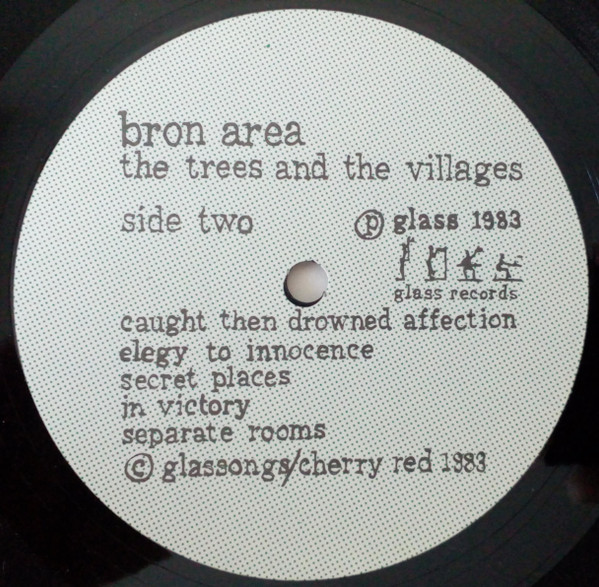 bron area
the trees and the villages
side two
ⓟ glass 1983
glass records
caught then drowned affection
elegy to innocence
secret places
in victory
separate rooms
© glassongs/cherry red 1983